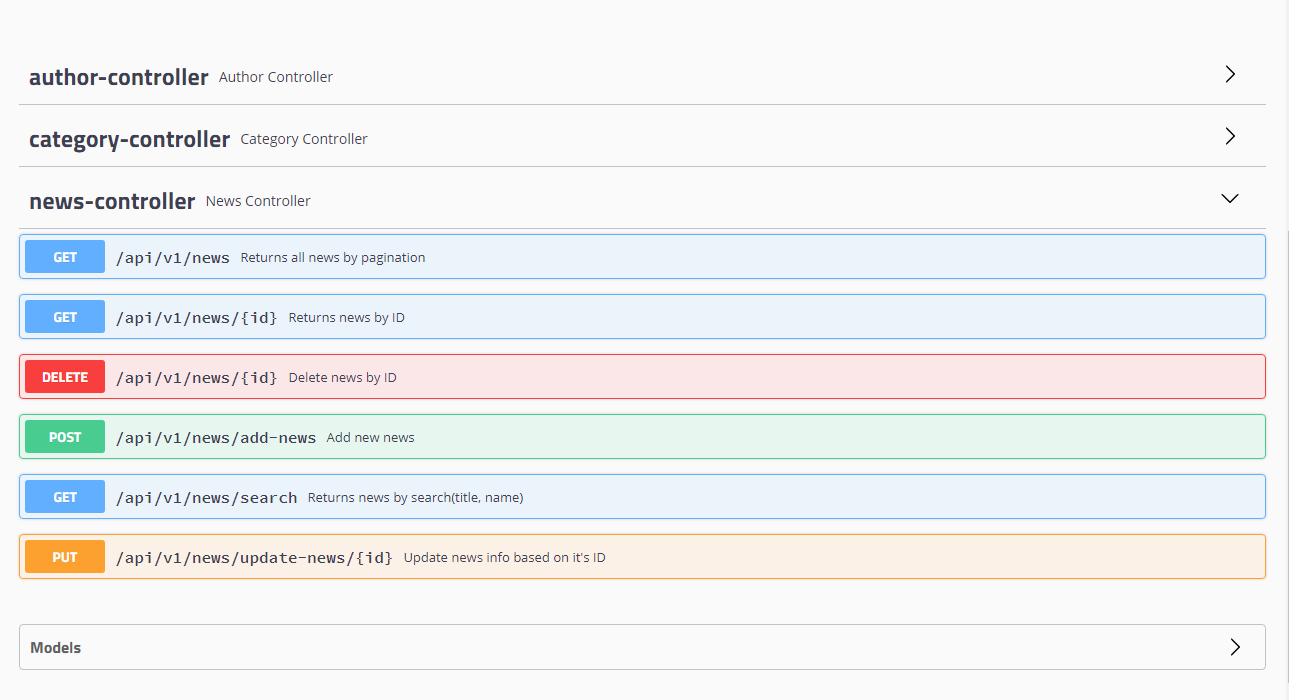 author-controller Author Controller
category-controller Category Controller
news-controller News Controller
GET /api/v1/news Returns all news by pagination
GET /api/v1/news/{id} Returns news by ID
DELETE /api/v1/news/{id} Delete news by ID
POST /api/v1/news/add-news Add new news
GET /api/v1/news/search Returns news by search(title, name)
PUT /api/v1/news/update-news/{id} Update news info based on it's ID
Models